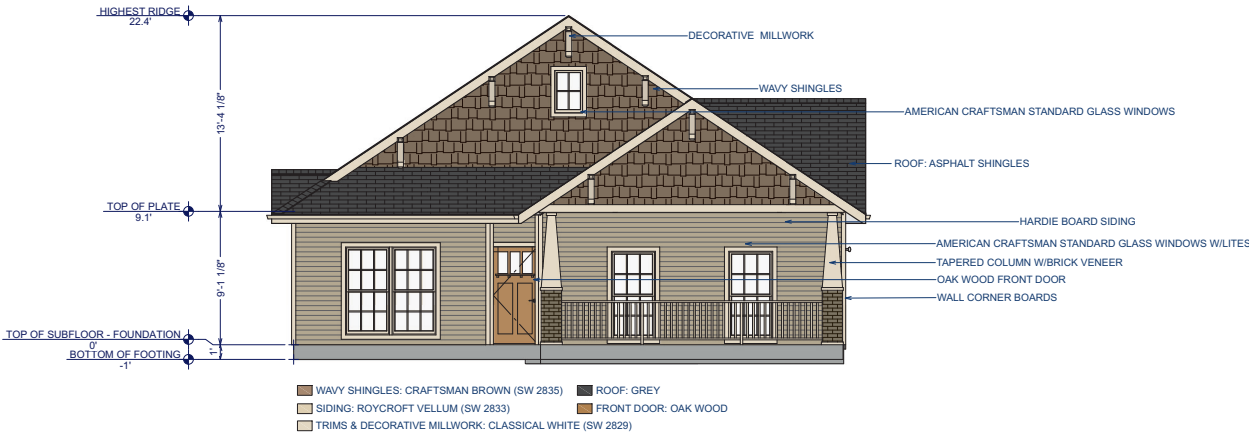 HIGHEST RIDGE
22.4'
DECORATIVE MILLWORK
WAVY SHINGLES
13'-4 1/8"
AMERICAN CRAFTSMAN STANDARD GLASS WINDOWS
ROOF: ASPHALT SHINGLES
TOP OF PLATE
9.1'
HARDIE BOARD SIDING
AMERICAN CRAFTSMAN STANDARD GLASS WINDOWS W/LITES
TAPERED COLUMN W/BRICK VENEER
9'-1 1/8"
OAK WOOD FRONT DOOR
WALL CORNER BOARDS
TOP OF SUBFLOOR - FOUNDATION
0'
1'
BOTTOM OF FOOTING
-1'
WAVY SHINGLES: CRAFTSMAN BROWN (SW 2835)
ROOF: GREY
SIDING: ROYCROFT VELLUM (SW 2833)
FRONT DOOR: OAK WOOD
TRIMS & DECORATIVE MILLWORK: CLASSICAL WHITE (SW 2829)